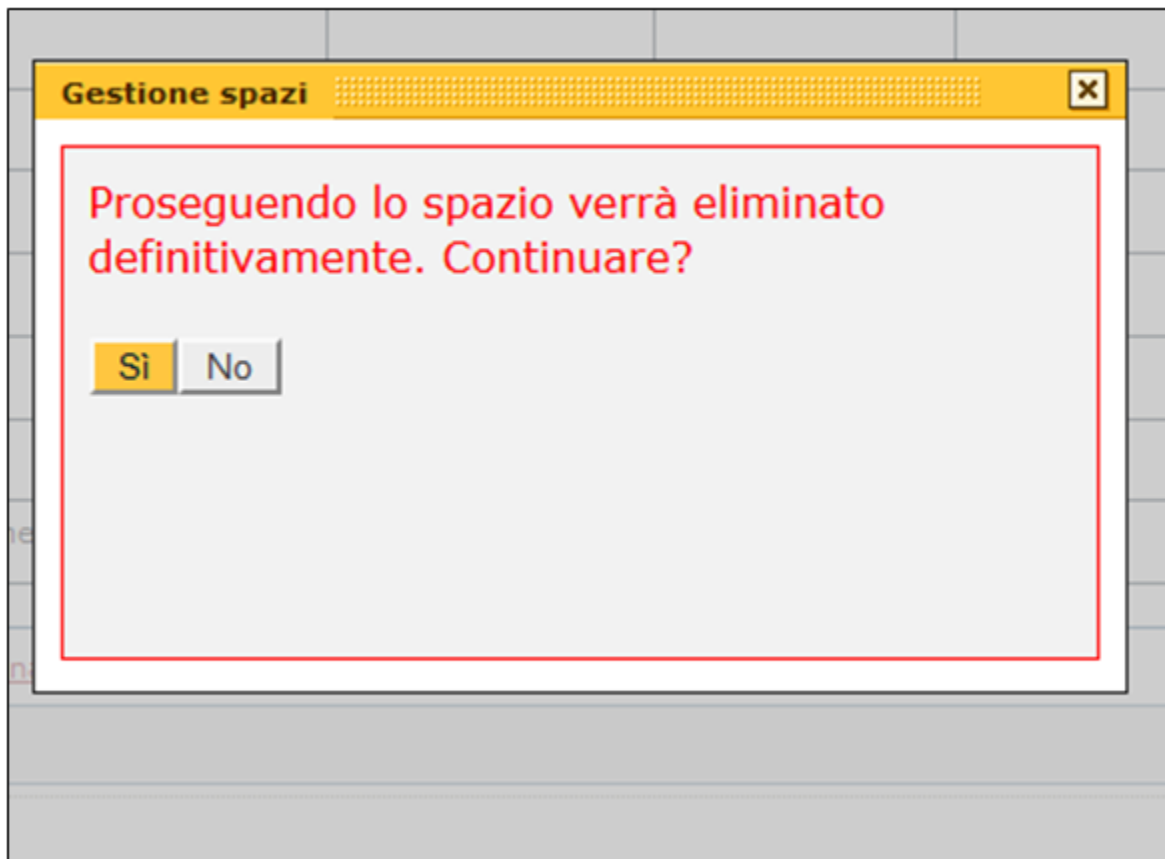 Gestione spazi
Proseguendo lo spazio verrà eliminato
definitivamente. Continuare?
Sì No